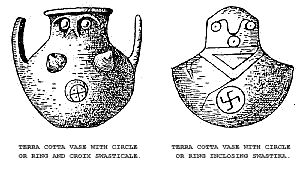 TERRA COTTA VASE WITH CIRCLE
OR RING AND CROIX SWASTICALE.
TERRA COTTA VASE WITH CIRCLE
OR RING INCLOSING SWASTIKA.